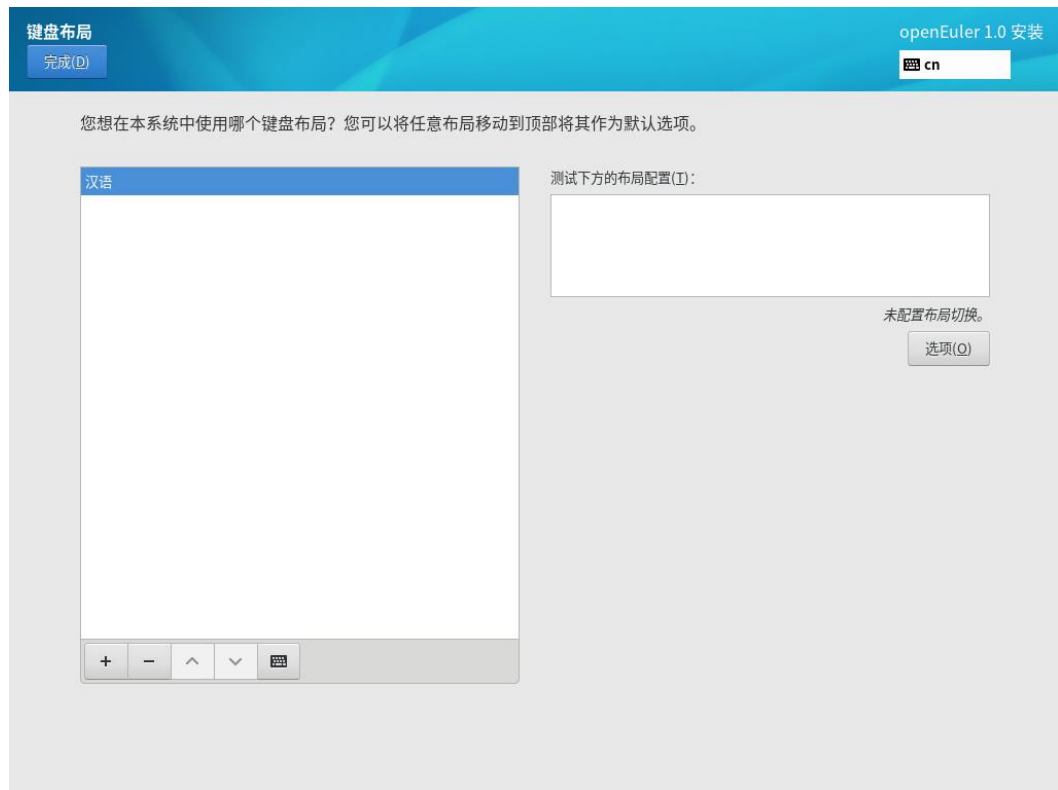 键盘布局
openEuler 1.0 安装
完成(D)
cn
您想在本系统中使用哪个键盘布局？您可以将任意布局移动到顶部将其作为默认选项。
汉语
测试下方的布局配置(T)：
未配置布局切换。
选项(O)